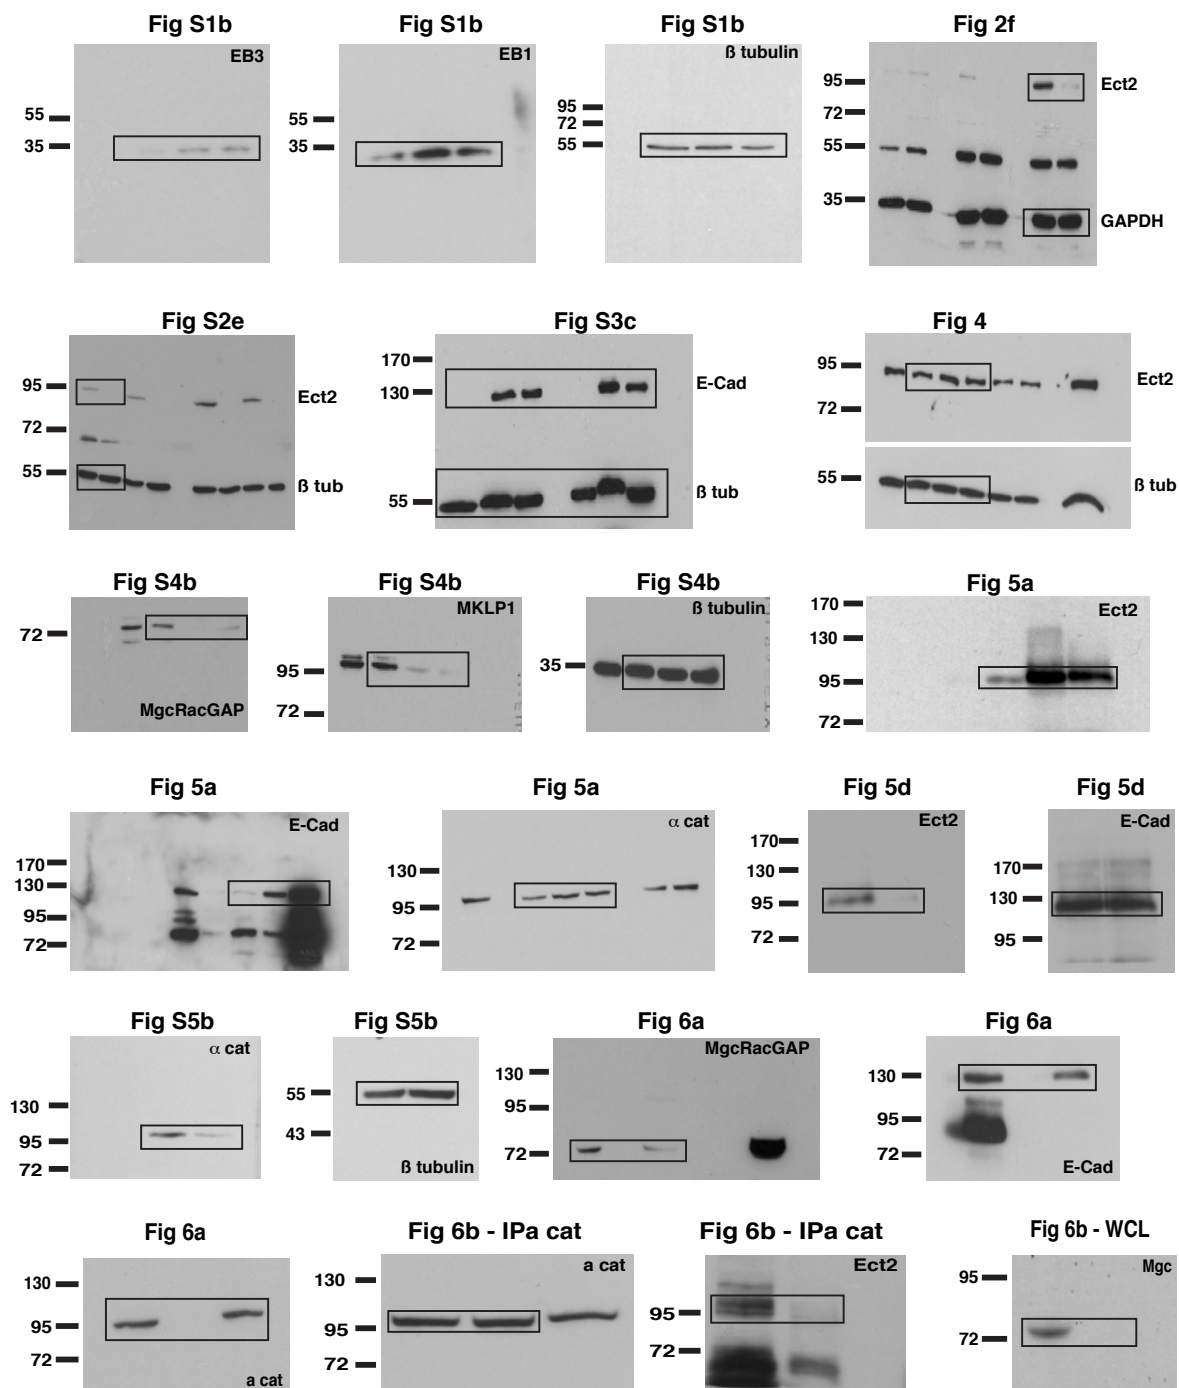 Fig S1b
Fig S1b
Fig S1b
Fig 2f
EB3
55
35
EB1
55
35
ß tubulin
95
72
55
95
72
55
35
Ect2
GAPDH
Fig S2e
Fig S3c
Fig 4
95
72
55
Ect2
ß tub
170
130
55
E-Cad
ß tub
95
72
55
Ect2
ß tub
Fig S4b
Fig S4b
Fig S4b
Fig 5a
72
MgcRacGAP
MKLP1
95
72
ß tubulin
35
170
130
95
72
Ect2
Fig 5a
Fig 5a
Fig 5d
Fig 5d
E-Cad
170
130
95
72
α cat
130
95
72
Ect2
170
130
95
72
E-Cad
170
130
95
Fig S5b
Fig S5b
Fig 6a
Fig 6a
α cat
130
95
72
55
43
ß tubulin
MgcRacGAP
130
95
72
130
95
72
E-Cad
Fig 6a
Fig 6b - IPa cat
Fig 6b - IPa cat
Fig 6b - WCL
130
95
72
a cat
a cat
130
95
72
Ect2
95
72
Mgc
95
72